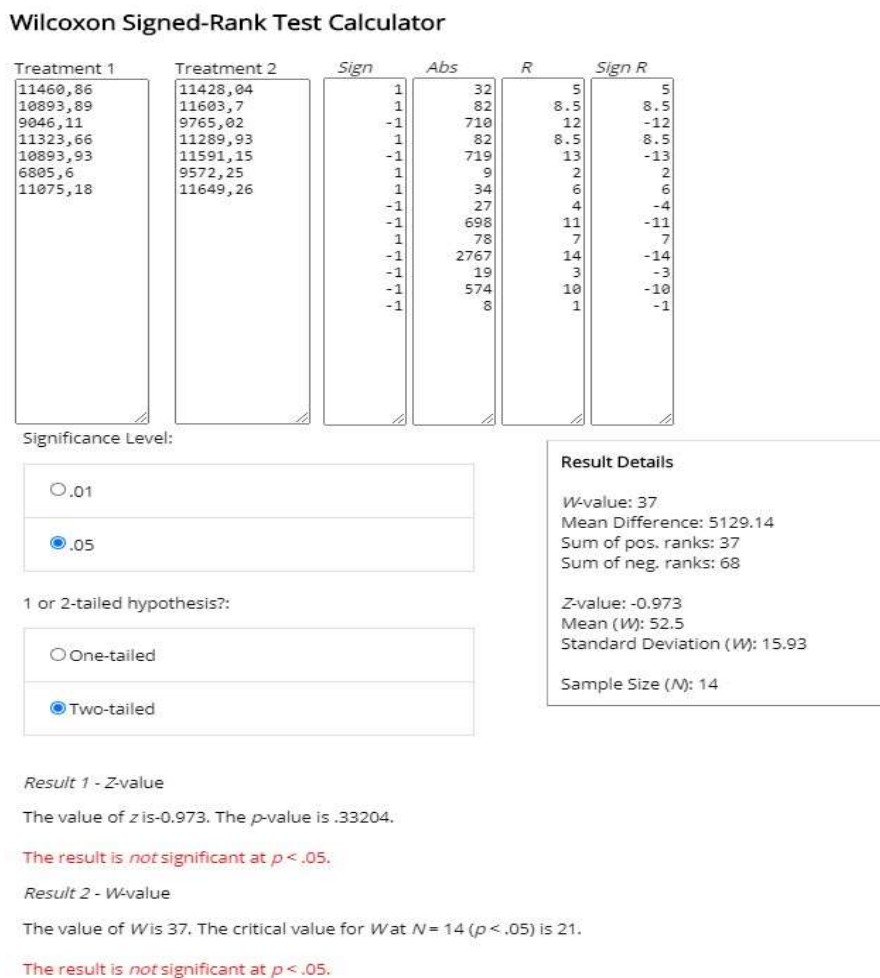 Wilcoxon Signed-Rank Test Calculator
Treatment 1 Treatment 2 Sign Abs R Sign R
11460,86 11428,04 1 32 5 5
10893,89 11603,7 1 82 8.5 8.5
9046,11 9765,02 -1 710 12 -12
11323,66 11289,93 1 82 8.5 8.5
10893,93 11591,15 -1 719 13 -13
6805,6 9572,25 1 9 2 2
11075,18 11649,26 1 34 6 6
-1 27 4 -4
-1 698 11 -11
1 78 7 7
-1 2767 14 -14
-1 19 3 -3
-1 574 10 -10
-1 8 1 -1
Significance Level:
.01
.05
1 or 2-tailed hypothesis?:
One-tailed
Two-tailed
Result Details
W-value: 37
Mean Difference: 5129.14
Sum of pos. ranks: 37
Sum of neg. ranks: 68
Z-value: -0.973
Mean (W): 52.5
Standard Deviation (W): 15.93
Sample Size (N): 14
Result 1 - Z-value
The value of z is-0.973. The p-value is .33204.
The result is not significant at p < .05.
Result 2 - W-value
The value of W is 37. The critical value for W at N = 14 (p < .05) is 21.
The result is not significant at p < .05.